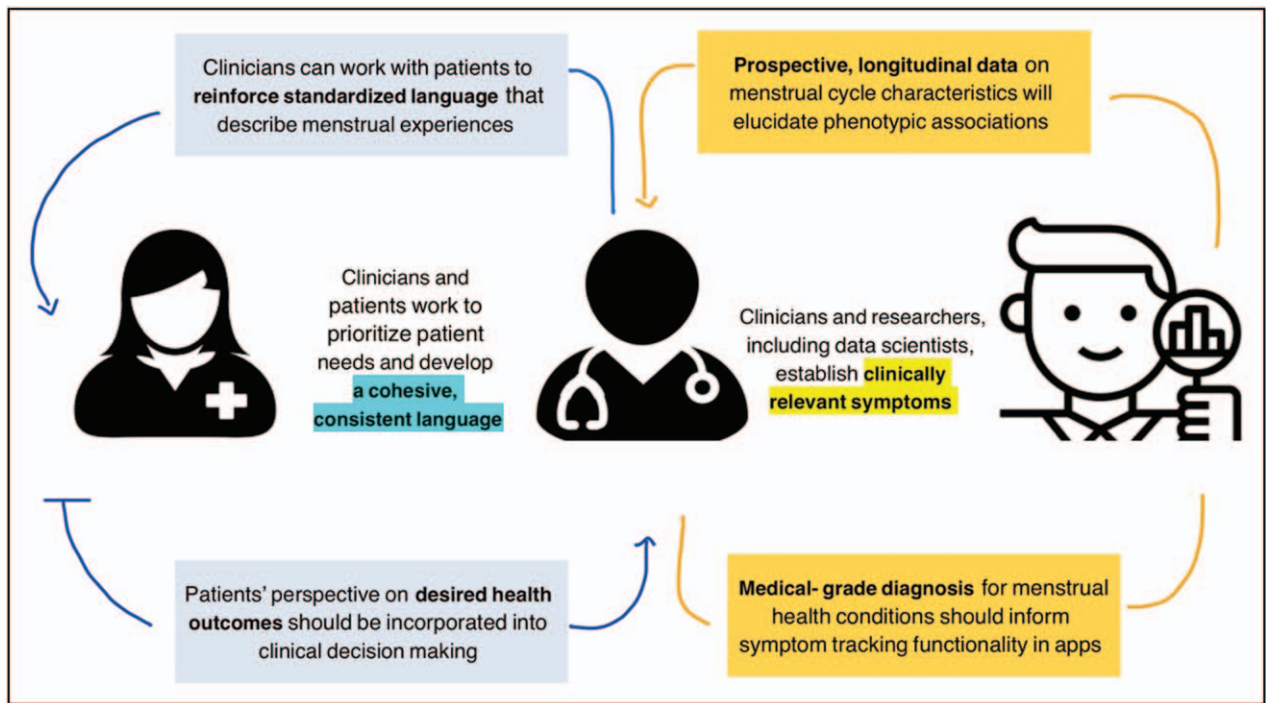 Clinicians can work with patients to
reinforce standardized language that
describe menstrual experiences
Prospective, longitudinal data on
menstrual cycle characteristics will
elucidate phenotypic associations
Clinicians and
patients work to
prioritize patient
needs and develop
a cohesive,
consistent language
Clinicians and researchers,
including data scientists,
establish clinically
relevant symptoms
Patients’ perspective on desired health
outcomes should be incorporated into
clinical decision making
Medical- grade diagnosis for menstrual
health conditions should inform
symptom tracking functionality in apps